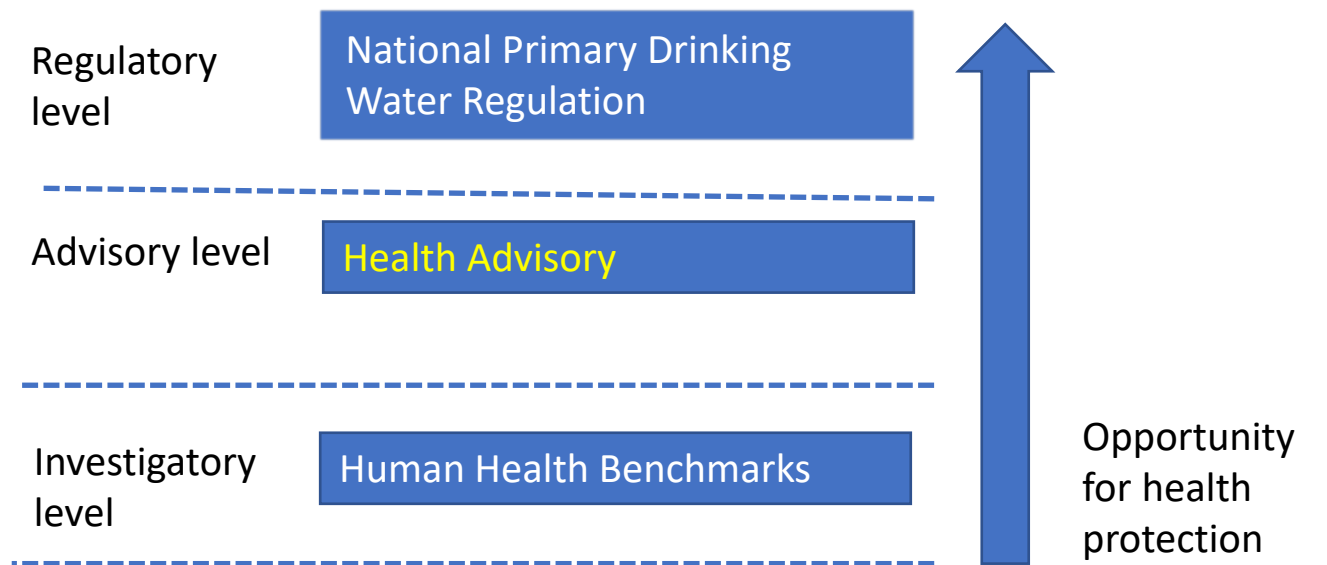 Regulatory
level
National Primary Drinking
Water Regulation
Advisory level
Health Advisory
Investigatory
level
Human Health Benchmarks
Opportunity
for health
protection